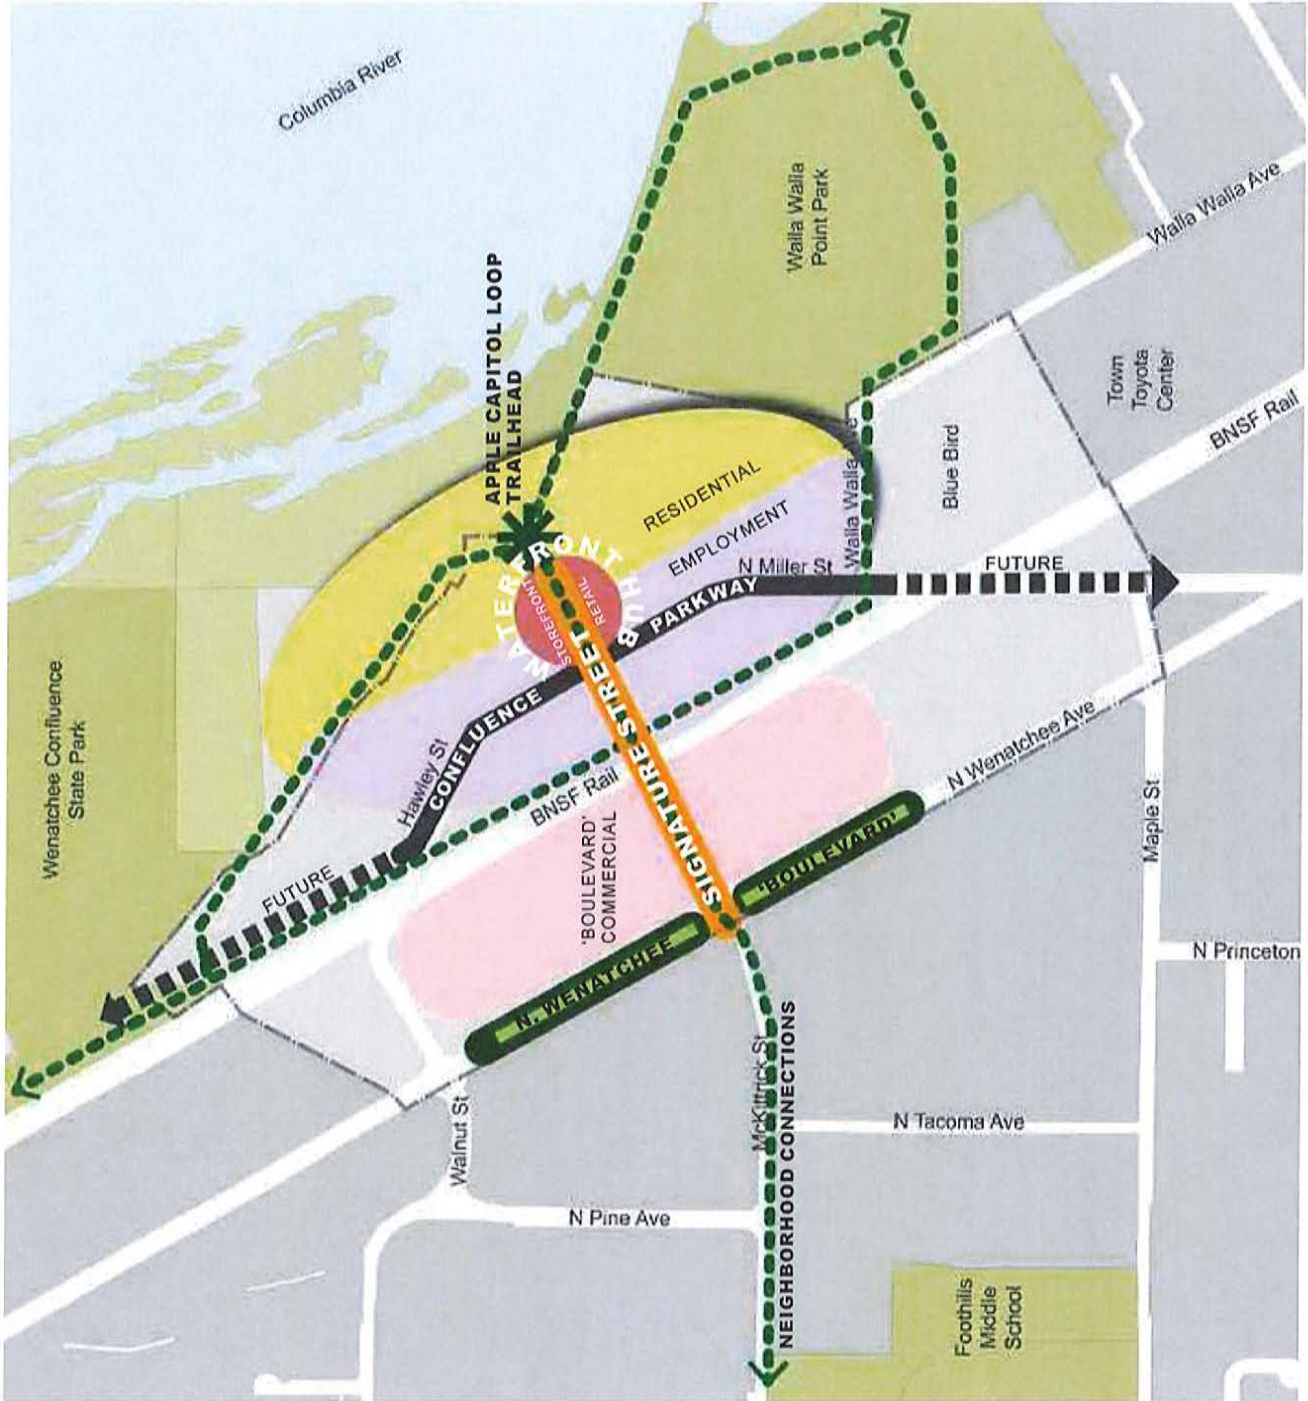 Columbia River
Walla Walla
Point Park
Walla Walla Ave
APPLE CAPITOL LOOP
TRAILHEAD
Town
Toyota
Center
BNSF Rail
Blue Bird
RESIDENTIAL
EMPLOYMENT
Walla Walla Ave
N Miller St
FUTURE
WATERFRONT
HUB
STOREFRONT
RETAIL
PARKWAY
CONFLUENCE
SIGNATURE STREET
Wenatchee Confluence
State Park
Hawley St
BNSF Rail
FUTURE
'BOULEVARD'
COMMERCIAL
N Wenatchee Ave
'BOULEVARD'
N. WENATCHEE
Maple St
N Princeton
McKittrick St
NEIGHBORHOOD CONNECTIONS
Walnut St
N Tacoma Ave
N Pine Ave
Foothills
Middle
School